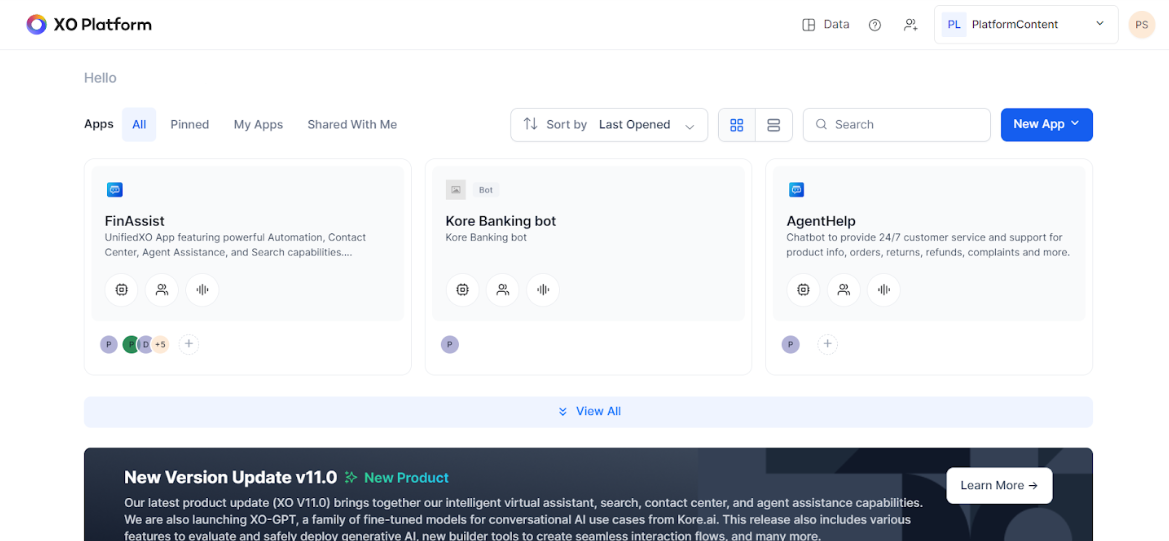 XO Platform
Data
PL PlatformContent
PS
Hello
Apps All Pinned My Apps Shared With Me
Sort by Last Opened
Search
New App
FinAssist
UnifiedXO App featuring powerful Automation, Contact
Center, Agent Assistance, and Search capabilities....
P P D +5 +
Bot
Kore Banking bot
Kore Banking bot
P
AgentHelp
Chatbot to provide 24/7 customer service and support for
product info, orders, returns, refunds, complaints and more.
P +
View All
New Version Update v11.0 New Product
Learn More →
Our latest product update (XO V11.0) brings together our intelligent virtual assistant, search, contact center, and agent assistance capabilities.
We are also launching XO-GPT, a family of fine-tuned models for conversational AI use cases from Kore.ai. This release also includes various
features to evaluate and safely deploy generative AI, new builder tools to create seamless interaction flows, and many more.